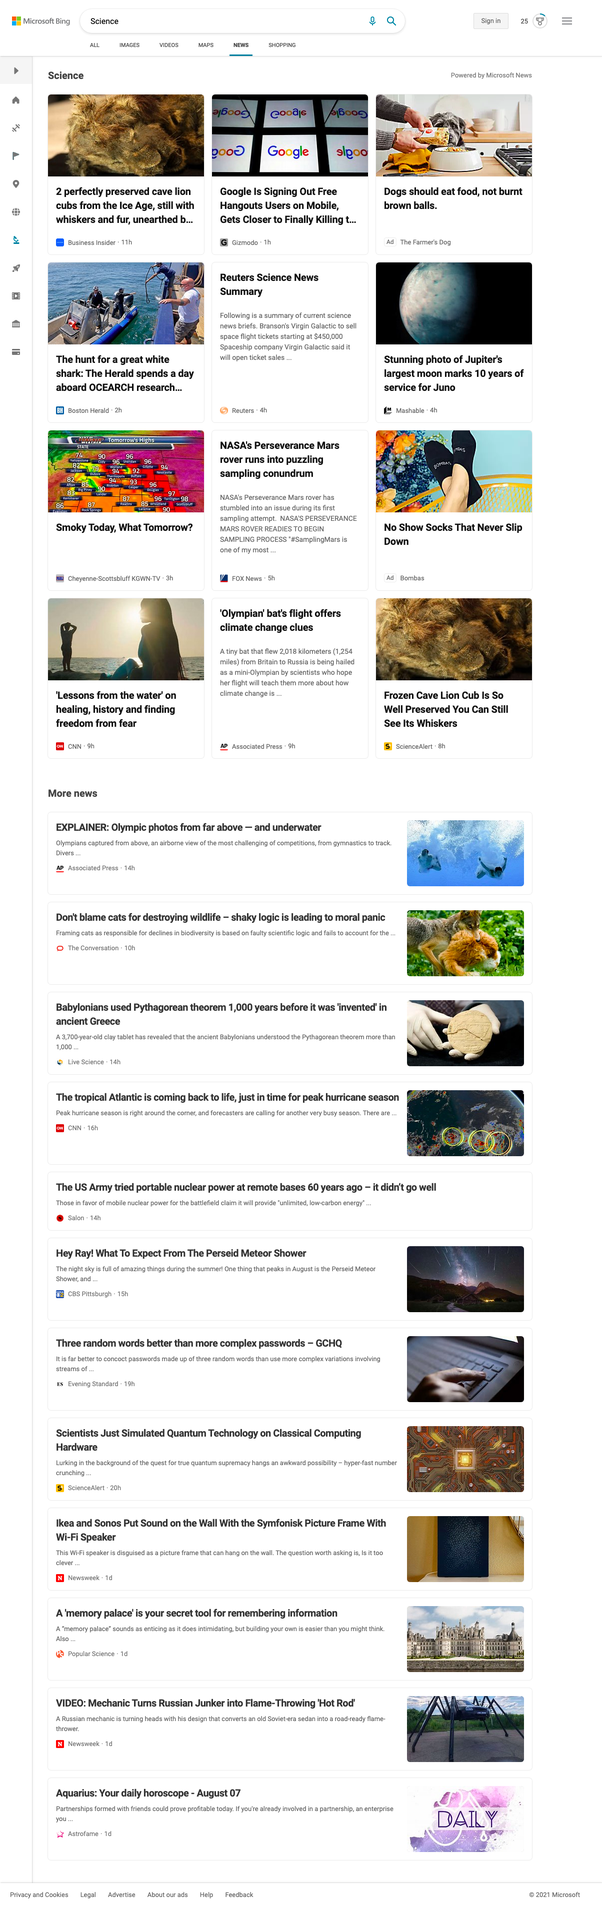 Microsoft Bing
Science
Sign in
25
ALL
IMAGES
VIDEOS
MAPS
NEWS
SHOPPING
Science
Powered by Microsoft News
2 perfectly preserved cave lion
cubs from the Ice Age, still with
whiskers and fur, unearthed b...
Business Insider · 11h
Google
Google Is Signing Out Free
Hangouts Users on Mobile,
Gets Closer to Finally Killing t...
Gizmodo · 1h
Dogs should eat food, not burnt
brown balls.
Ad The Farmer's Dog
The hunt for a great white
shark: The Herald spends a day
aboard OCEARCH research...
Boston Herald · 2h
Reuters Science News
Summary
Following is a summary of current science
news briefs. Branson's Virgin Galactic to sell
space flight tickets starting at $450,000
Spaceship company Virgin Galactic said it
will open ticket sales ...
Reuters · 4h
Stunning photo of Jupiter's
largest moon marks 10 years of
service for Juno
Mashable · 4h
Tomorrow's Highs
Smoky Today, What Tomorrow?
Cheyenne-Scottsbluff KGWN-TV · 3h
NASA's Perseverance Mars
rover runs into puzzling
sampling conundrum
NASA's Perseverance Mars rover has
stumbled into an issue during its first
sampling attempt. NASA'S PERSEVERANCE
MARS ROVER READIES TO BEGIN
SAMPLING PROCESS "#SamplingMars is
one of my most ...
FOX News · 5h
No Show Socks That Never Slip
Down
Ad Bombas
'Lessons from the water' on
healing, history and finding
freedom from fear
CNN · 9h
'Olympian' bat's flight offers
climate change clues
A tiny bat that flew 2,018 kilometers (1,254
miles) from Britain to Russia is being hailed
as a mini-Olympian by scientists who hope
her flight will teach them more about how
climate change is ...
AP Associated Press · 9h
Frozen Cave Lion Cub Is So
Well Preserved You Can Still
See Its Whiskers
ScienceAlert · 8h
More news
EXPLAINER: Olympic photos from far above — and underwater
Olympians captured from above, an airborne view of the most challenging of competitions, from gymnastics to track.
Divers ...
AP Associated Press · 14h
Don't blame cats for destroying wildlife – shaky logic is leading to moral panic
Framing cats as responsible for declines in biodiversity is based on faulty scientific logic and fails to account for the ...
The Conversation · 10h
Babylonians used Pythagorean theorem 1,000 years before it was 'invented' in
ancient Greece
A 3,700-year-old clay tablet has revealed that the ancient Babylonians understood the Pythagorean theorem more than
1,000 ...
Live Science · 14h
The tropical Atlantic is coming back to life, just in time for peak hurricane season
Peak hurricane season is right around the corner, and forecasters are calling for another very busy season. There are ...
CNN · 16h
The US Army tried portable nuclear power at remote bases 60 years ago – it didn't go well
Those in favor of mobile nuclear power for the battlefield claim it will provide "unlimited, low-carbon energy" ...
Salon · 14h
Hey Ray! What To Expect From The Perseid Meteor Shower
The night sky is full of amazing things during the summer! One thing that peaks in August is the Perseid Meteor
Shower, and ...
CBS Pittsburgh · 15h
Three random words better than more complex passwords – GCHQ
It is far better to concoct passwords made up of three random words than use more complex variations involving
streams of ...
ES Evening Standard · 19h
Scientists Just Simulated Quantum Technology on Classical Computing
Hardware
Lurking in the background of the quest for true quantum supremacy hangs an awkward possibility – hyper-fast number
crunching ...
ScienceAlert · 20h
Ikea and Sonos Put Sound on the Wall With the Symfonisk Picture Frame With
Wi-Fi Speaker
This Wi-Fi speaker is disguised as a picture frame that can hang on the wall. The question worth asking is, Is it too
clever ...
N Newsweek · 1d
A 'memory palace' is your secret tool for remembering information
A "memory palace" sounds as enticing as it does intimidating, but building your own is easier than you might think.
Also ...
Popular Science · 1d
VIDEO: Mechanic Turns Russian Junker into Flame-Throwing 'Hot Rod'
A Russian mechanic is turning heads with his design that converts an old Soviet-era sedan into a road-ready flame-
thrower.
N Newsweek · 1d
Aquarius: Your daily horoscope - August 07
Partnerships formed with friends could prove profitable today. If you're already involved in a partnership, an enterprise
you ...
Astrofame · 1d
DAILY
Privacy and Cookies
Legal
Advertise
About our ads
Help
Feedback
© 2021 Microsoft